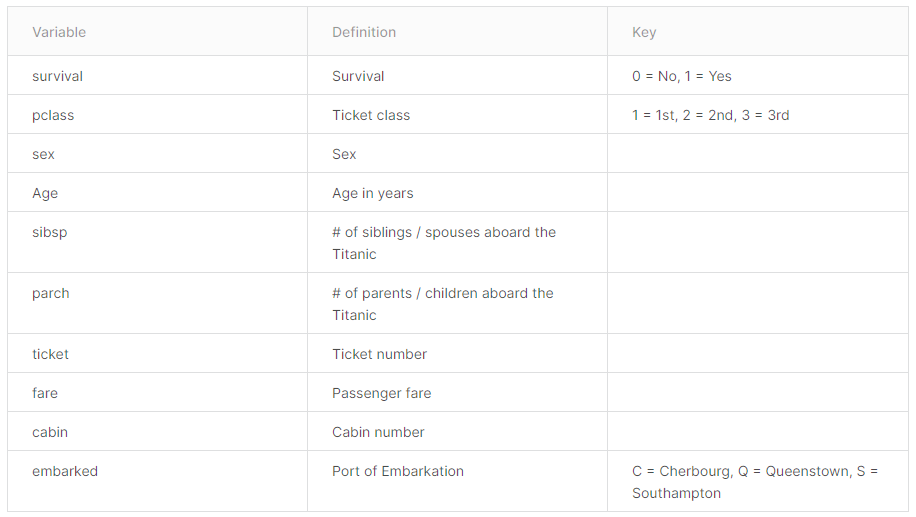 Variable Definition Key
survival Survival 0 = No, 1 = Yes
pclass Ticket class 1 = 1st, 2 = 2nd, 3 = 3rd
sex Sex
Age Age in years
sibsp # of siblings / spouses aboard the
Titanic
parch # of parents / children aboard the
Titanic
ticket Ticket number
fare Passenger fare
cabin Cabin number
embarked Port of Embarkation C = Cherbourg, Q = Queenstown, S =
Southampton